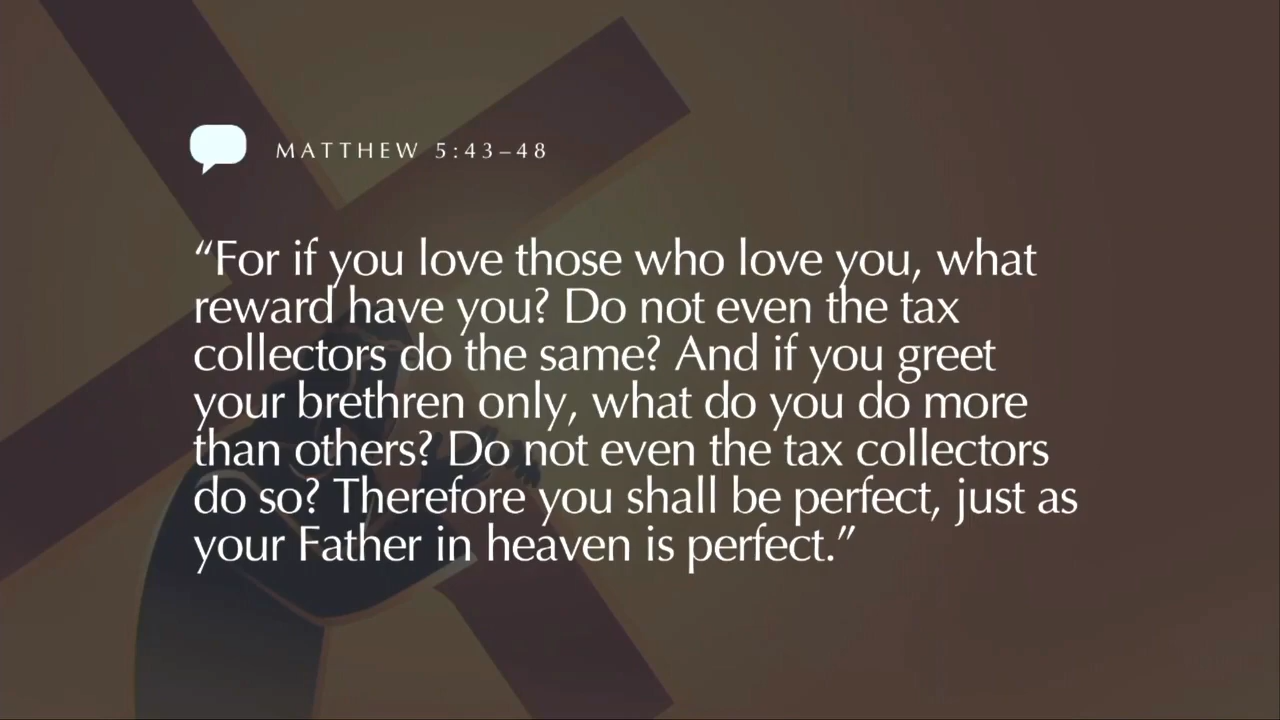 MATTHEW 5:43–48
“For if you love those who love you, what
reward have you? Do not even the tax
collectors do the same? And if you greet
your brethren only, what do you do more
than others? Do not even the tax collectors
do so? Therefore you shall be perfect, just as
your Father in heaven is perfect.”